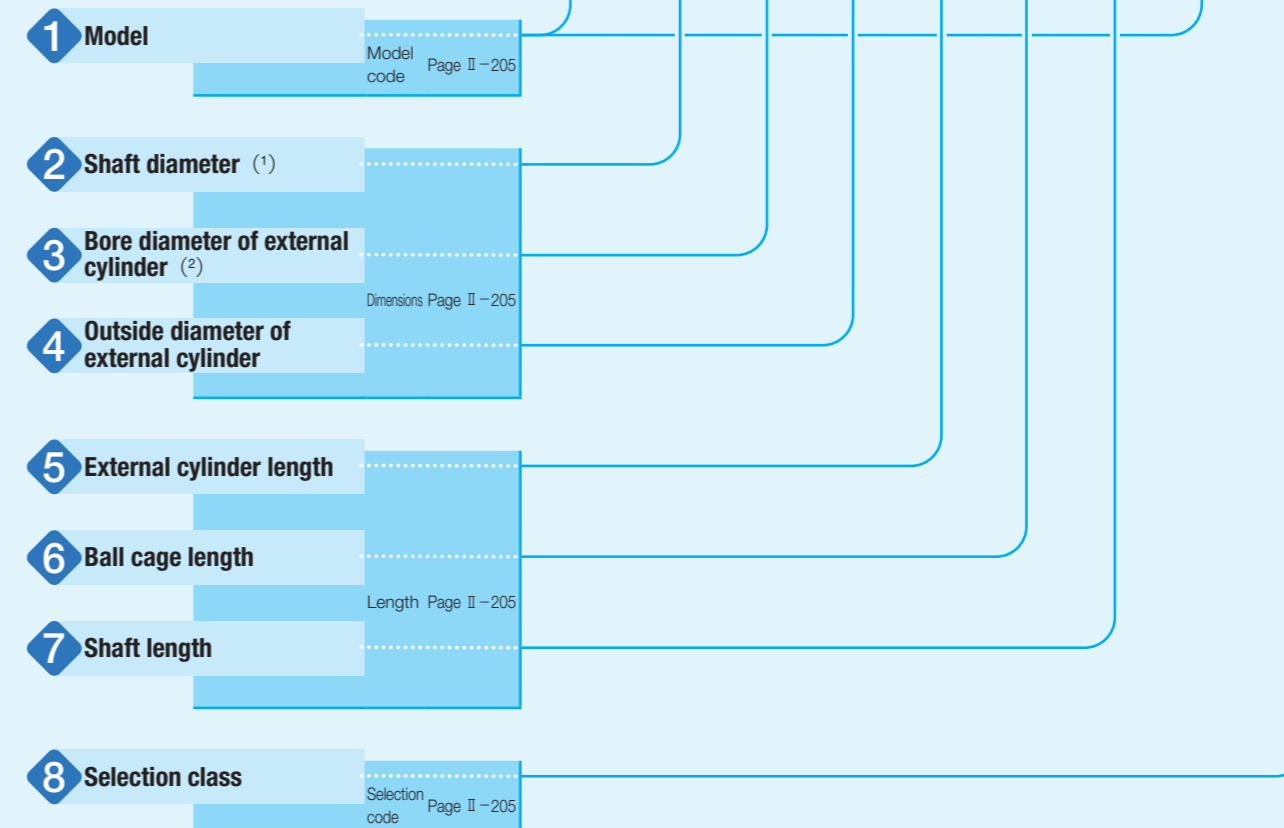 1 Model
Model code Page Ⅱ-205
2 Shaft diameter (¹)
3 Bore diameter of external
cylinder (²)
Dimensions Page Ⅱ-205
4 Outside diameter of
external cylinder
5 External cylinder length
6 Ball cage length
Length Page Ⅱ-205
7 Shaft length
8 Selection class
Selection code Page Ⅱ-205